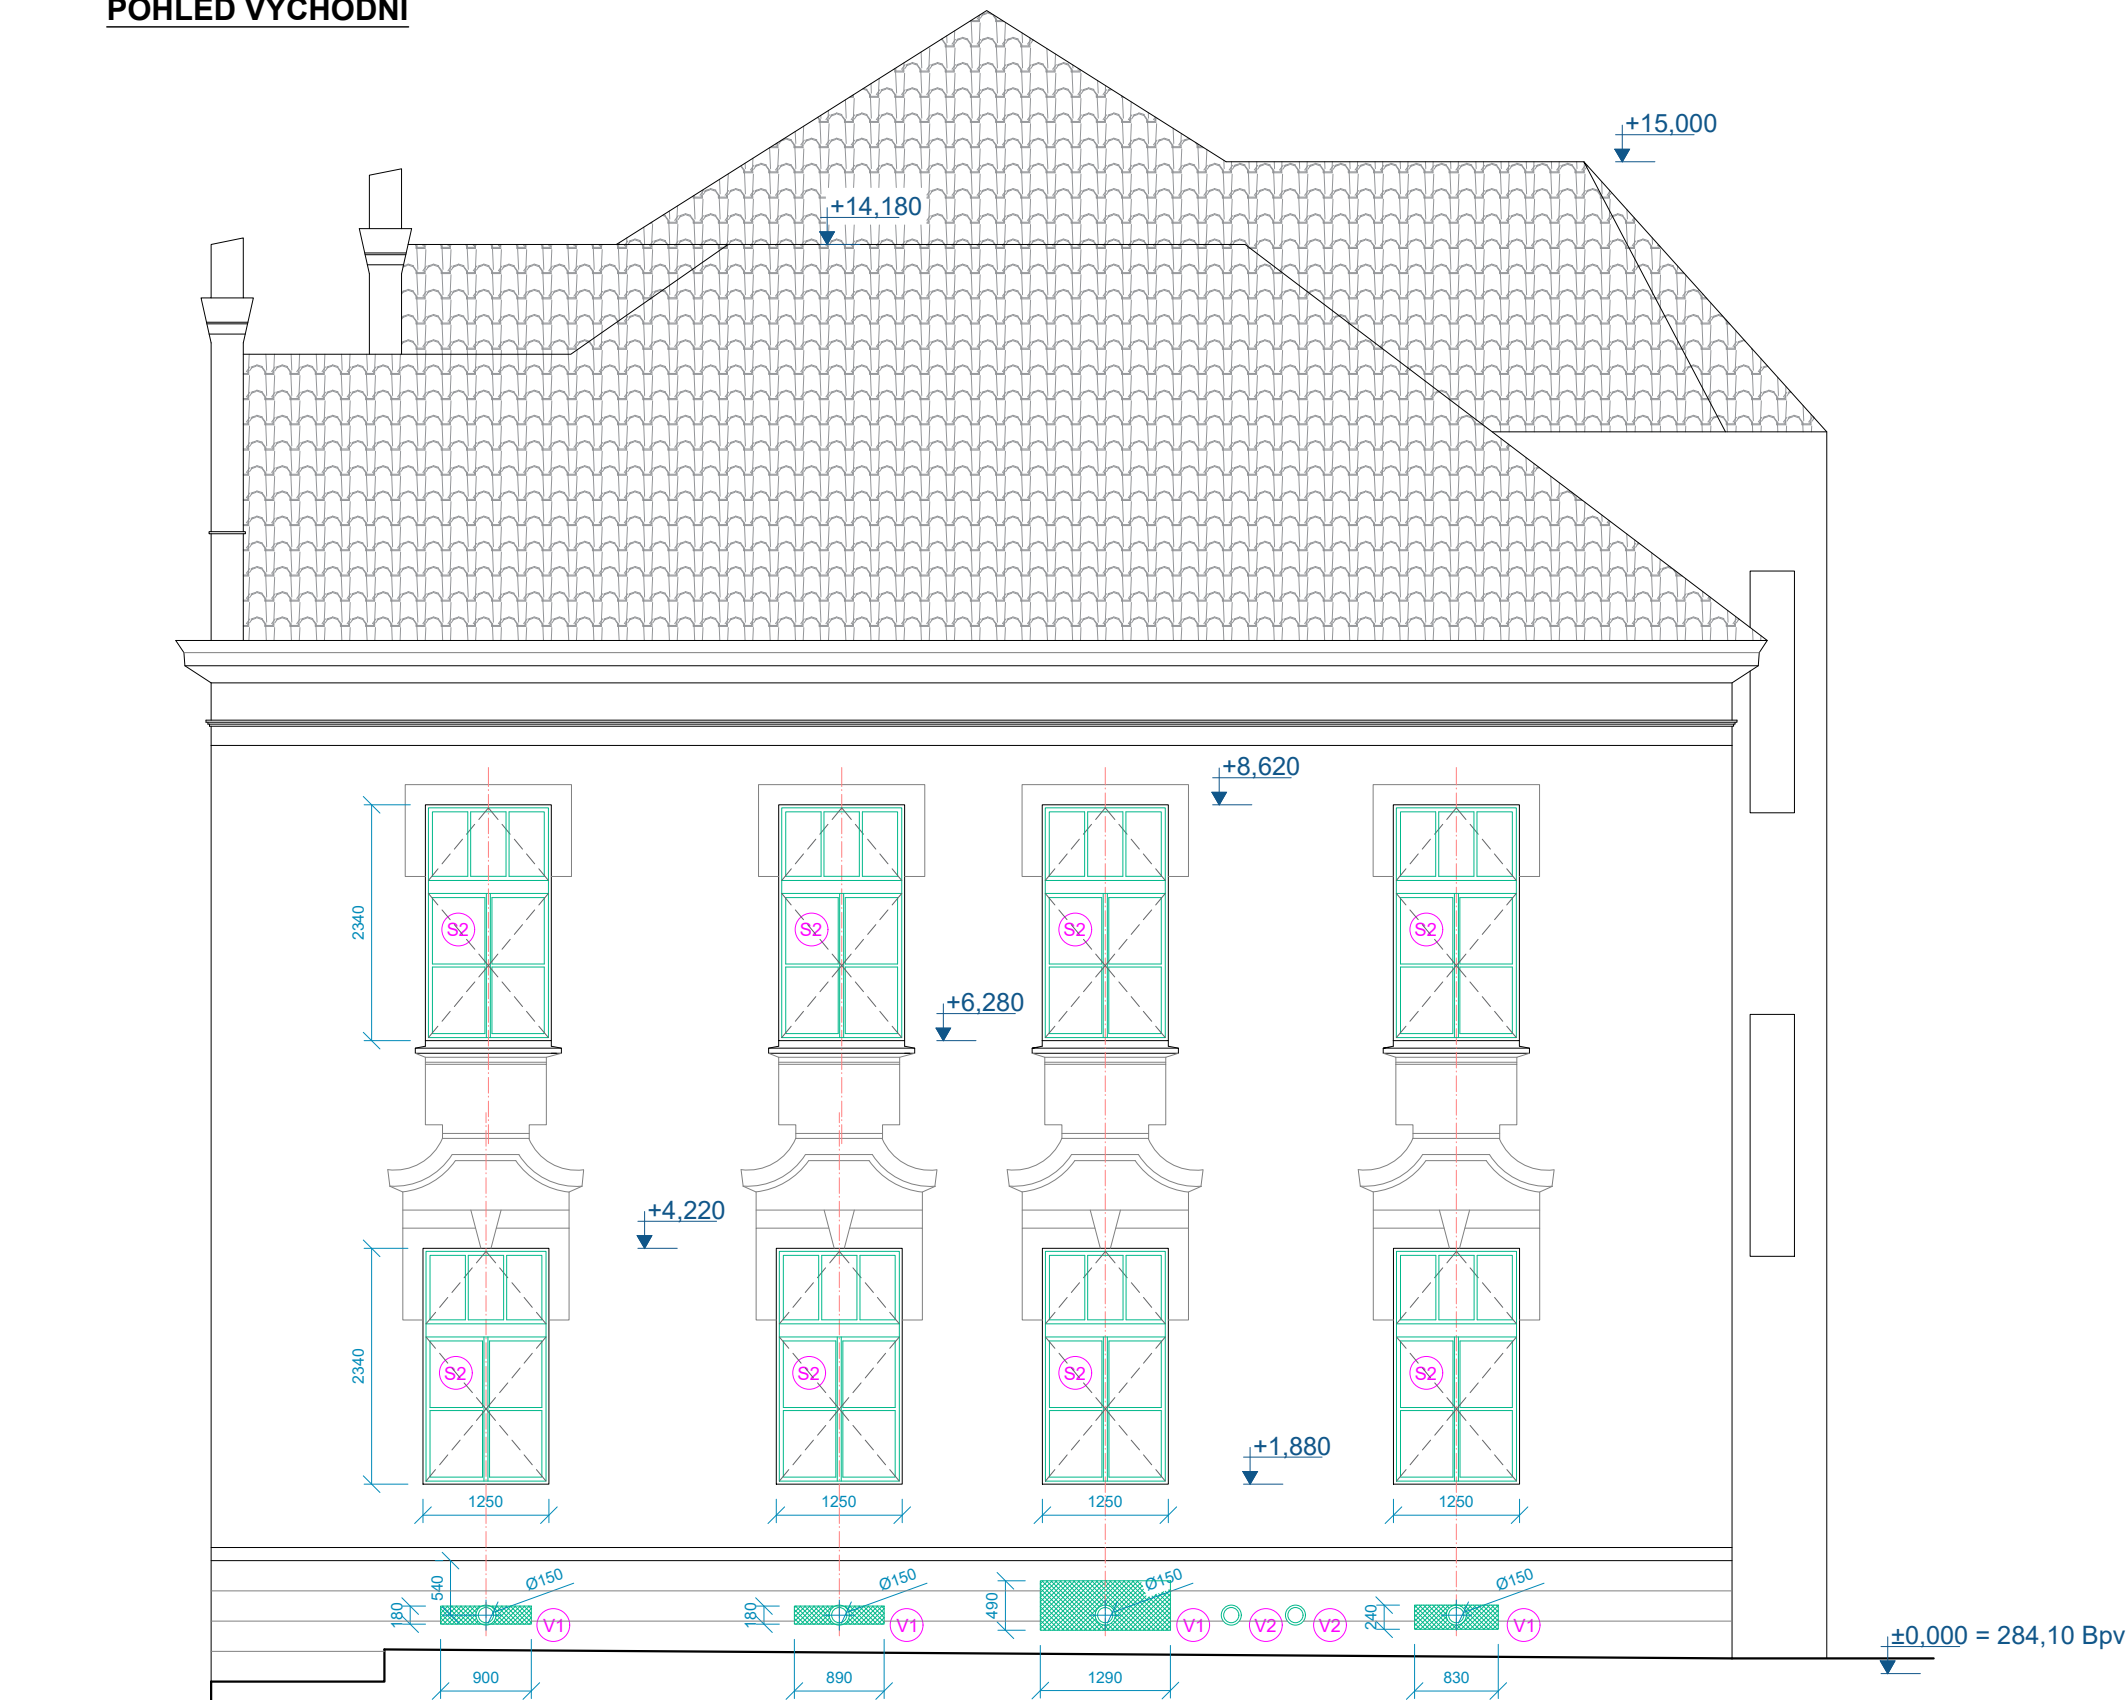 POHLED VÝCHODNÍ
+15,000
+14,180
+8,620
2340
S2
S2
S2
S2
+6,280
+4,220
2340
S2
S2
S2
S2
+1,880
1250
1250
1250
1250
540
Ø150
Ø150
Ø150
Ø150
180
180
490
240
V1
V1
V1
V2
V2
V1
±0,000 = 284,10 Bpv
900
890
1290
830